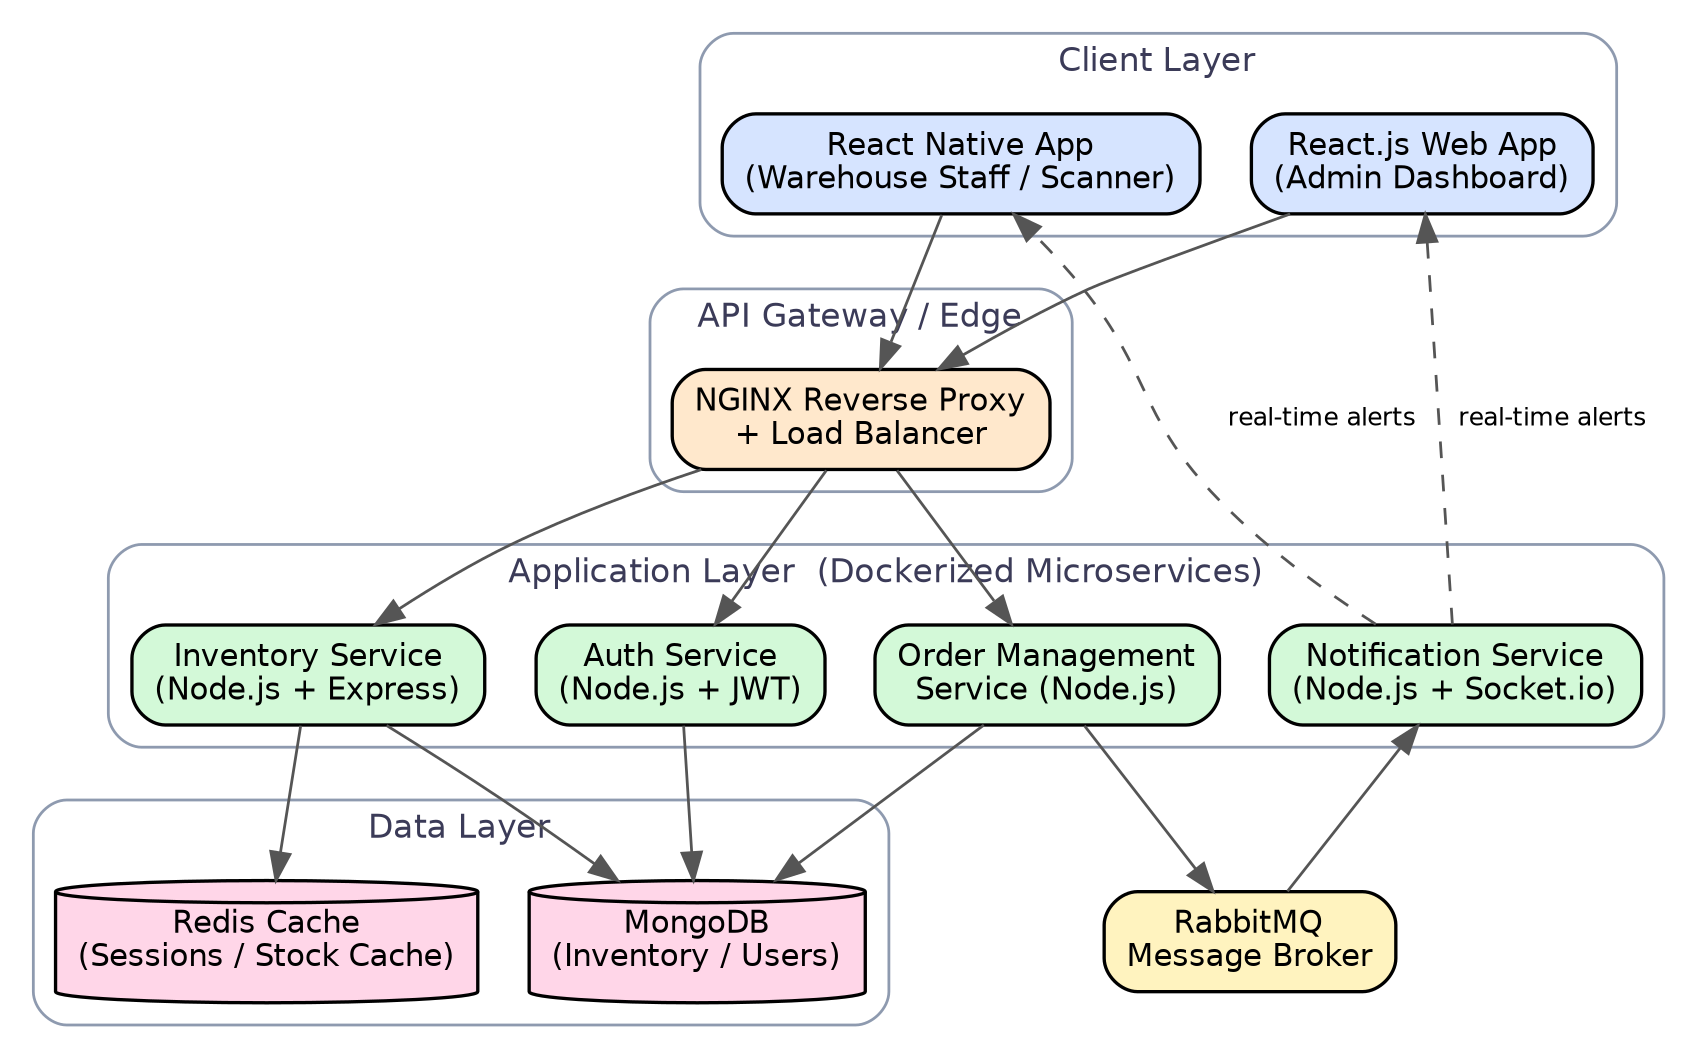 Client Layer
React Native App
(Warehouse Staff / Scanner)
React.js Web App
(Admin Dashboard)
API Gateway / Edge
NGINX Reverse Proxy
+ Load Balancer
real-time alerts
real-time alerts
Application Layer  (Dockerized Microservices)
Inventory Service
(Node.js + Express)
Auth Service
(Node.js + JWT)
Order Management
Service (Node.js)
Notification Service
(Node.js + Socket.io)
Data Layer
Redis Cache
(Sessions / Stock Cache)
MongoDB
(Inventory / Users)
RabbitMQ
Message Broker